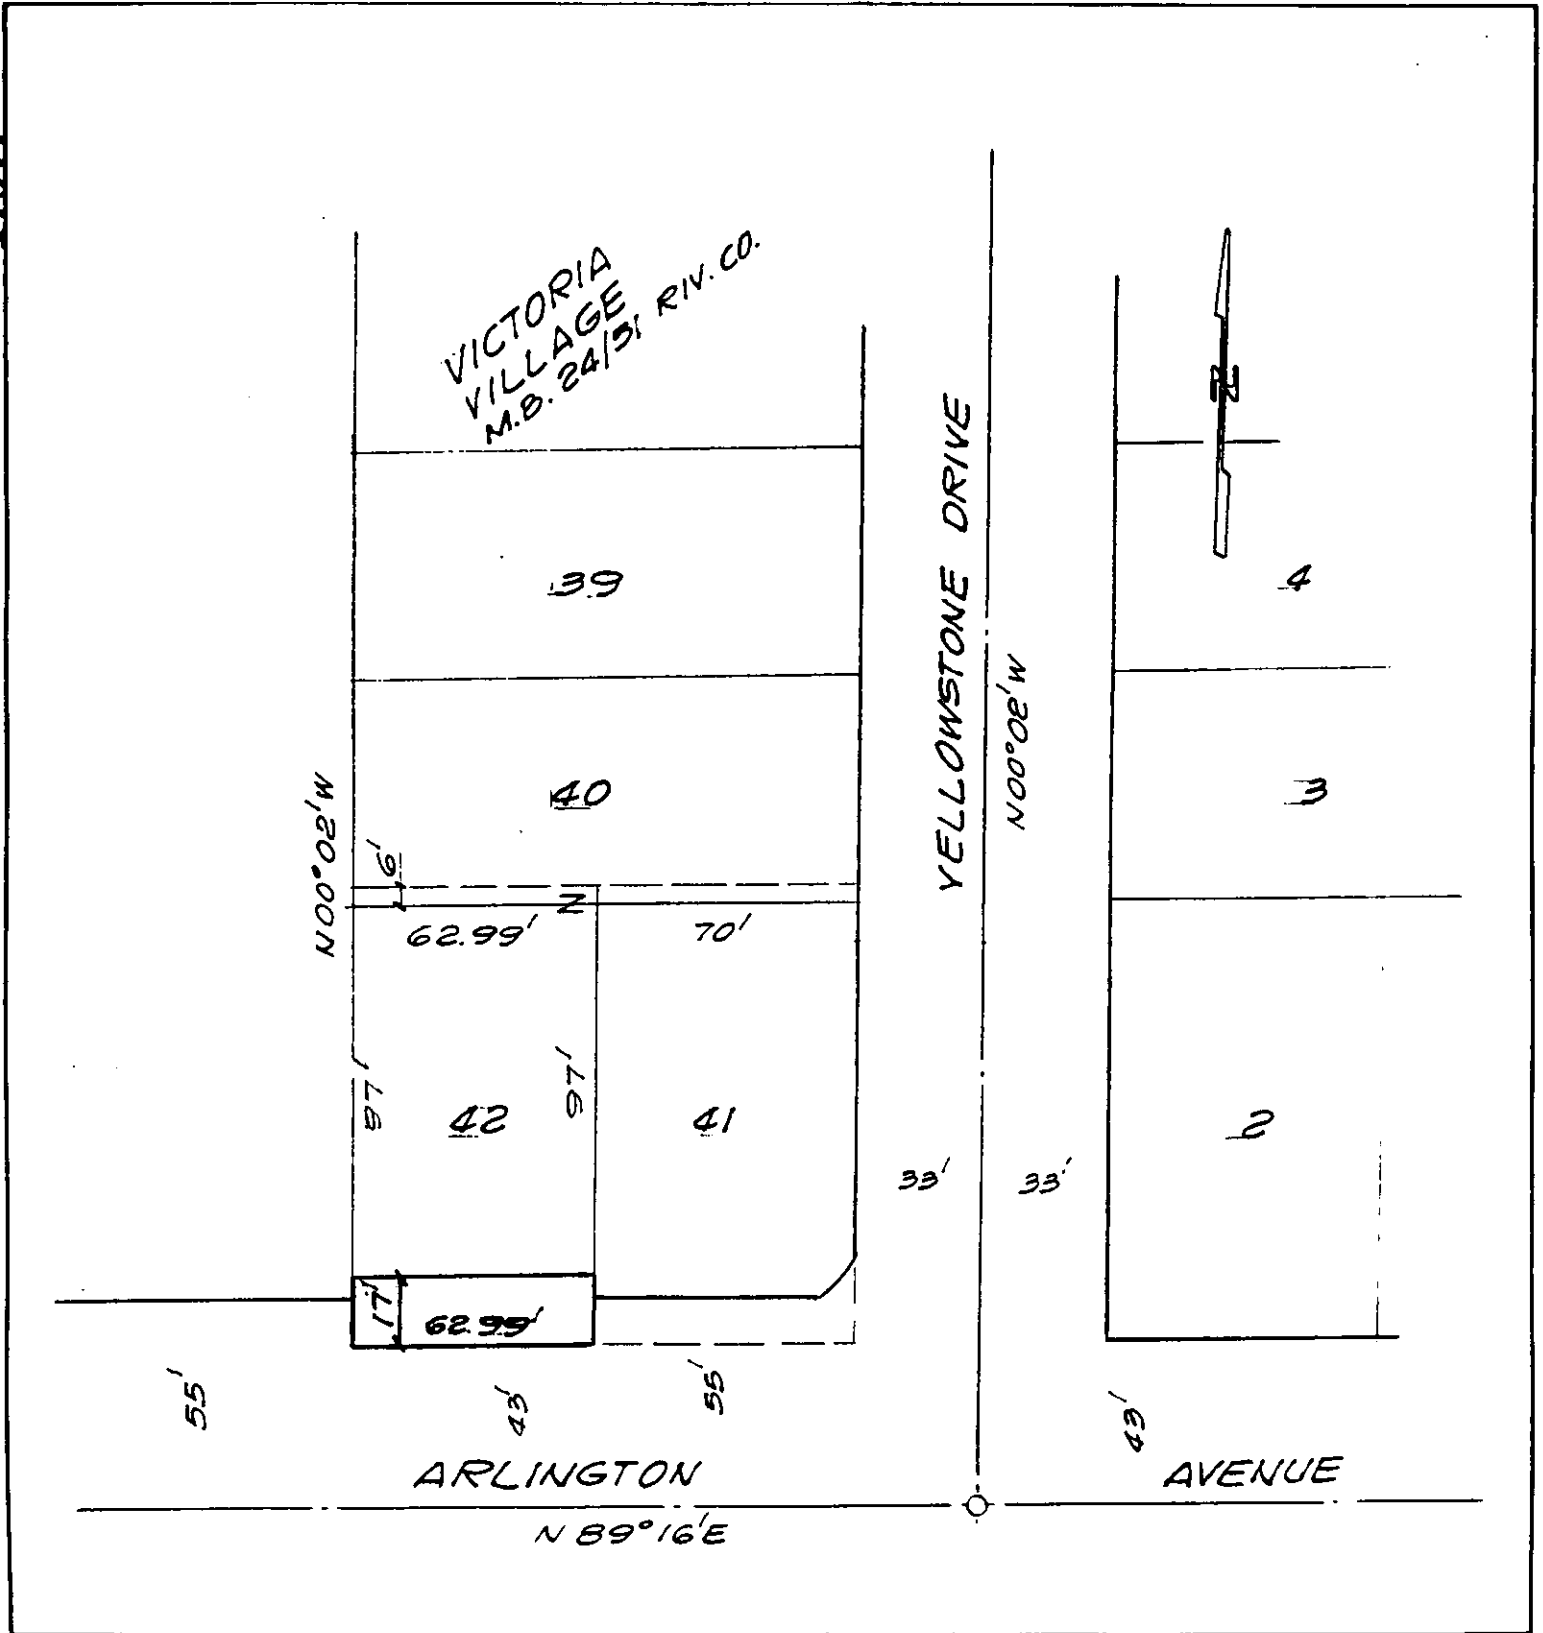 VICTORIA
VILLAGE
M.B. 24/51 RIV. CO.
N
39
4
YELLOWSTONE DRIVE
N00°02'W
40
3
N00°02'W
6'
62.99'
70'
97'
42
97'
41
2
33'
33'
17'
62.99'
55'
43'
55'
43'
ARLINGTON
AVENUE
N 89°16'E